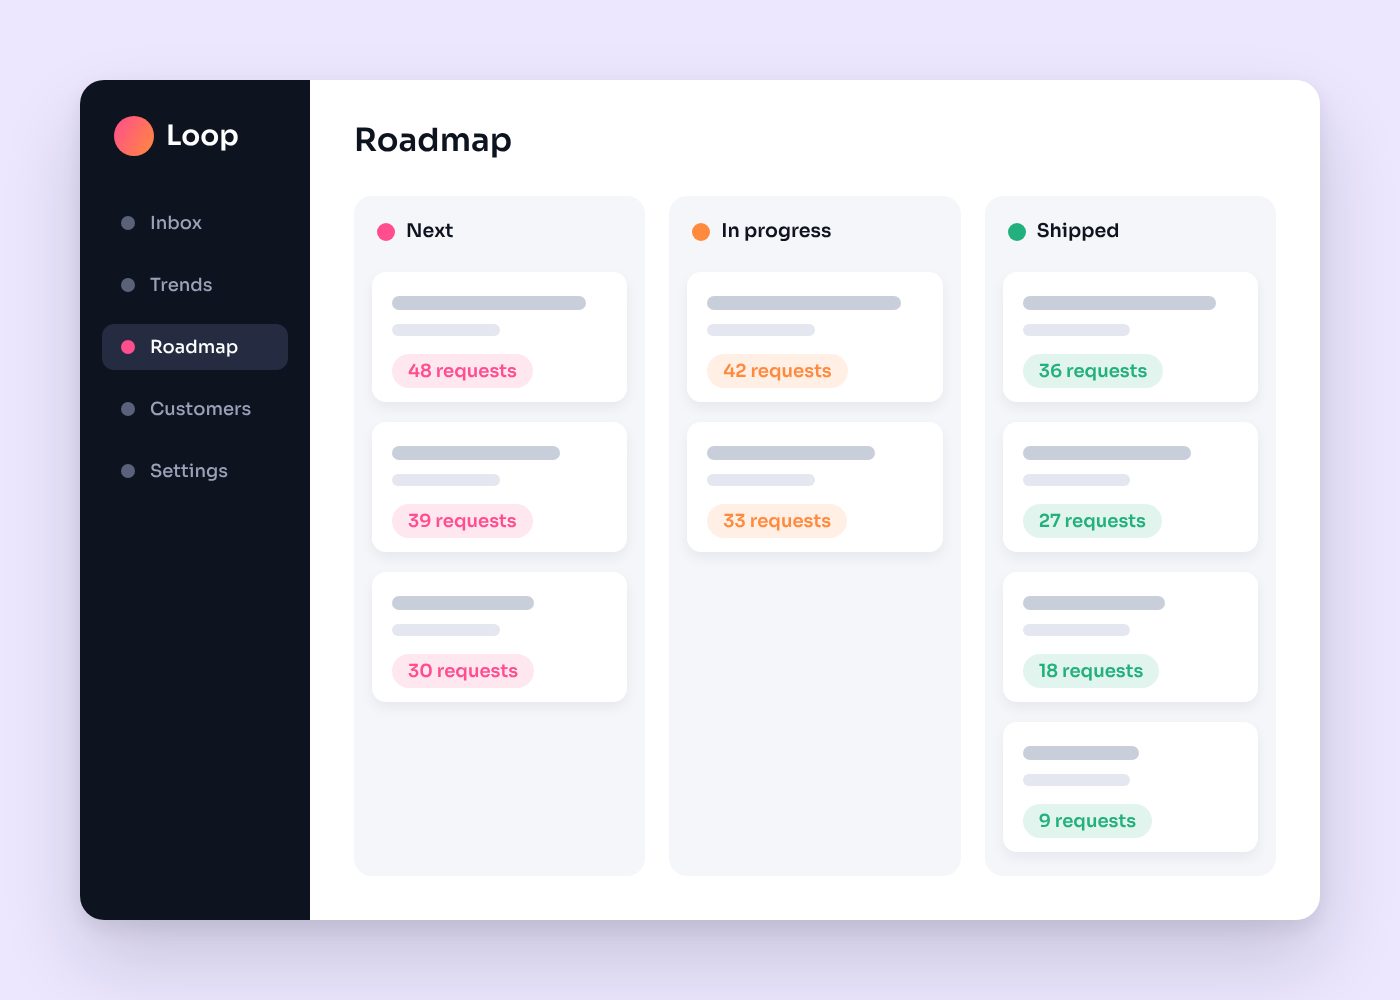 Loop
Inbox
Trends
Roadmap
Customers
Settings
Roadmap
Next
48 requests
39 requests
30 requests
In progress
42 requests
33 requests
Shipped
36 requests
27 requests
18 requests
9 requests